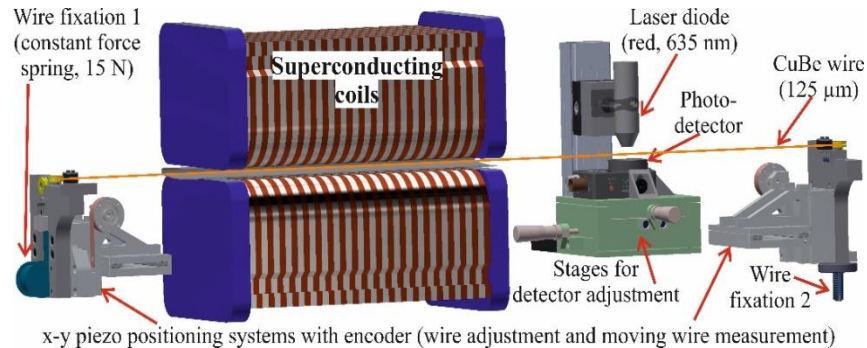 Wire fixation 1
(constant force
spring, 15 N)
Superconducting
coils
Laser diode
(red, 635 nm)
Photo-
detector
CuBe wire
(125 µm)
Stages for
detector adjustment
Wire
fixation 2
x-y piezo positioning systems with encoder (wire adjustment and moving wire measurement)